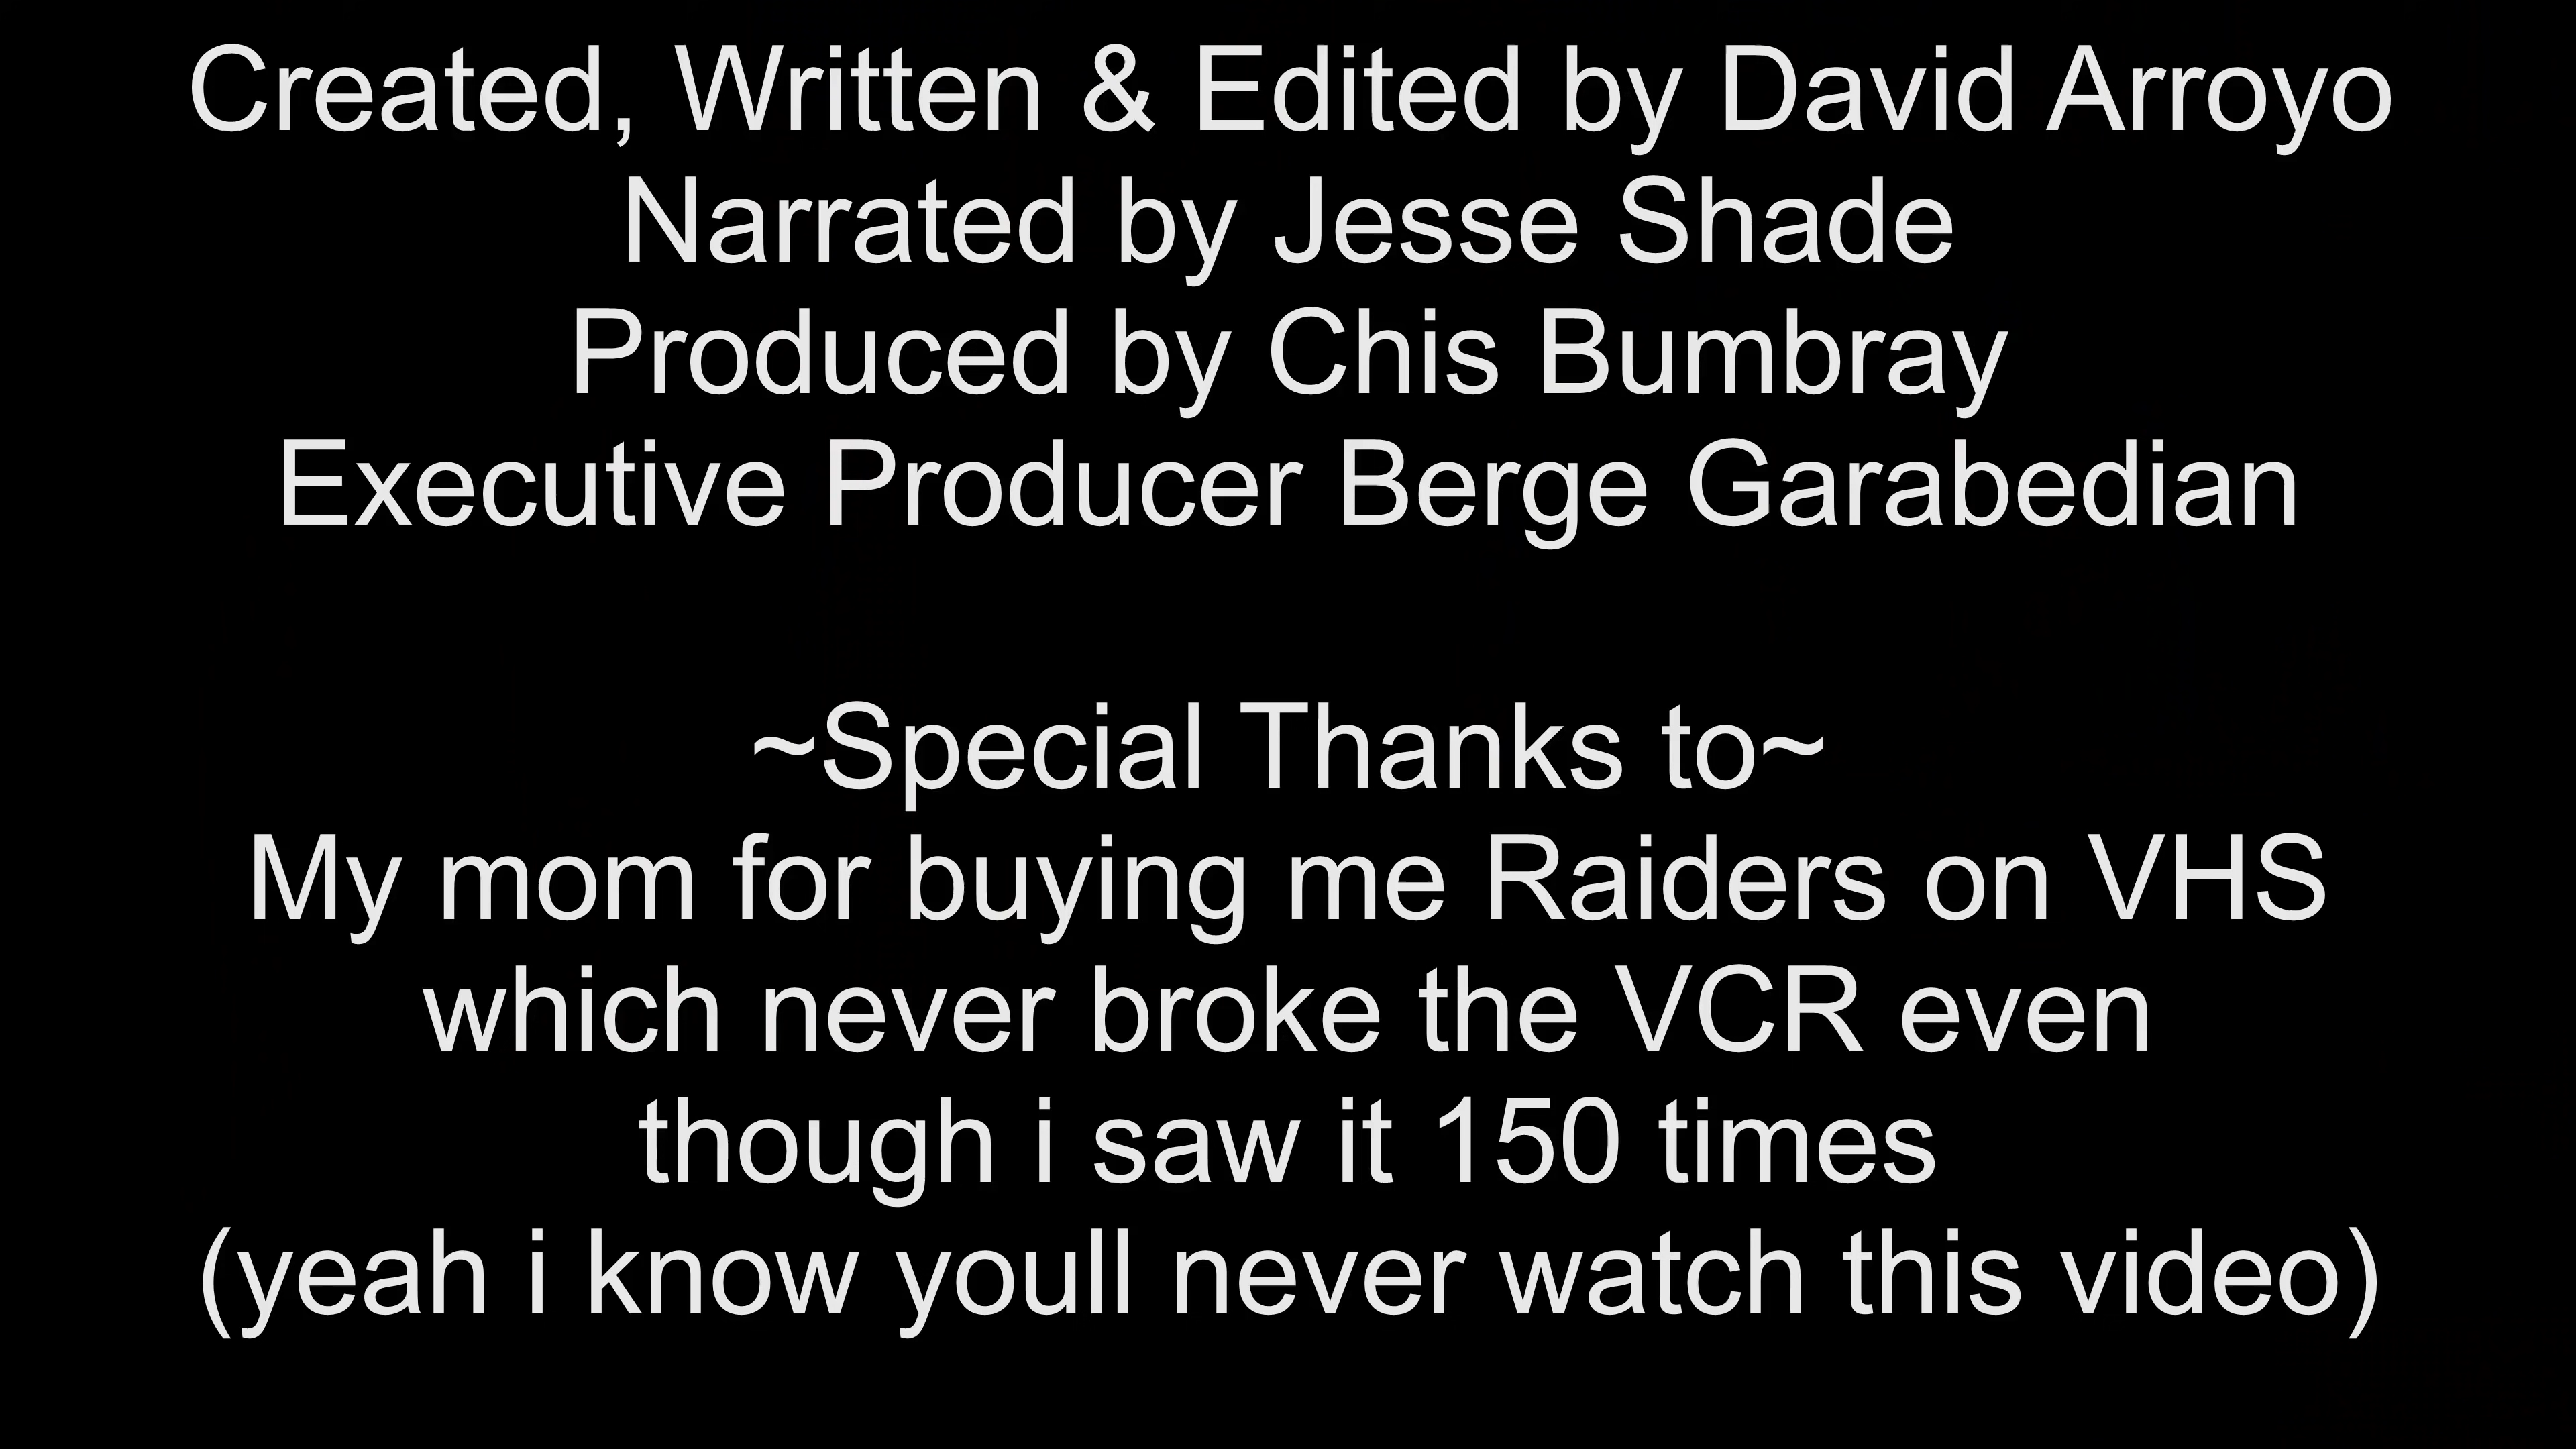 Created, Written & Edited by David Arroyo
Narrated by Jesse Shade
Produced by Chis Bumbray
Executive Producer Berge Garabedian
~Special Thanks to~
My mom for buying me Raiders on VHS
which never broke the VCR even
though i saw it 150 times
(yeah i know youll never watch this video)